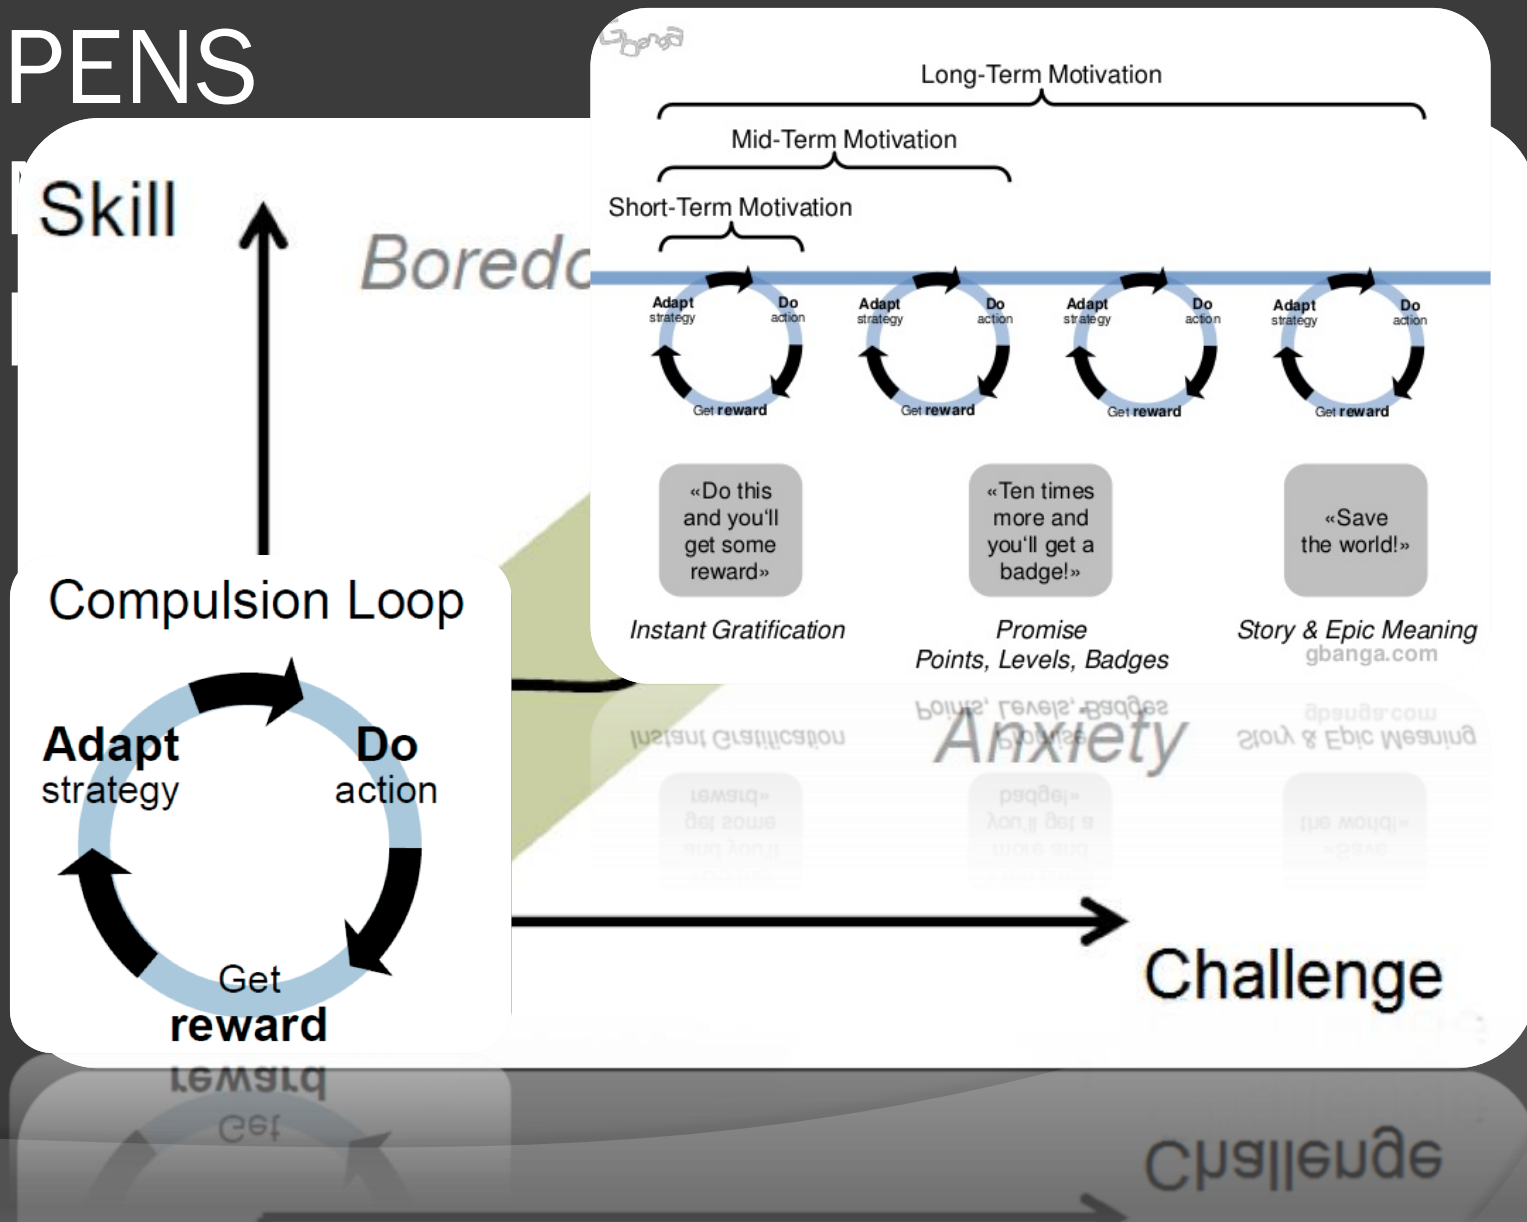 PENS
Skill
Compulsion Loop
Adapt
strategy
Do
action
Get
reward
Anxiety
Challenge
Gbanga
Long-Term Motivation
Mid-Term Motivation
Short-Term Motivation
Adapt
strategy
Do
action
Get reward
Adapt
strategy
Do
action
Get reward
Adapt
strategy
Do
action
Get reward
Adapt
strategy
Do
action
Get reward
«Do this
and you'll
get some
reward»
«Ten times
more and
you'll get a
badge!»
«Save
the world!»
Instant Gratification
Promise
Points, Levels, Badges
Story & Epic Meaning
gbanga.com